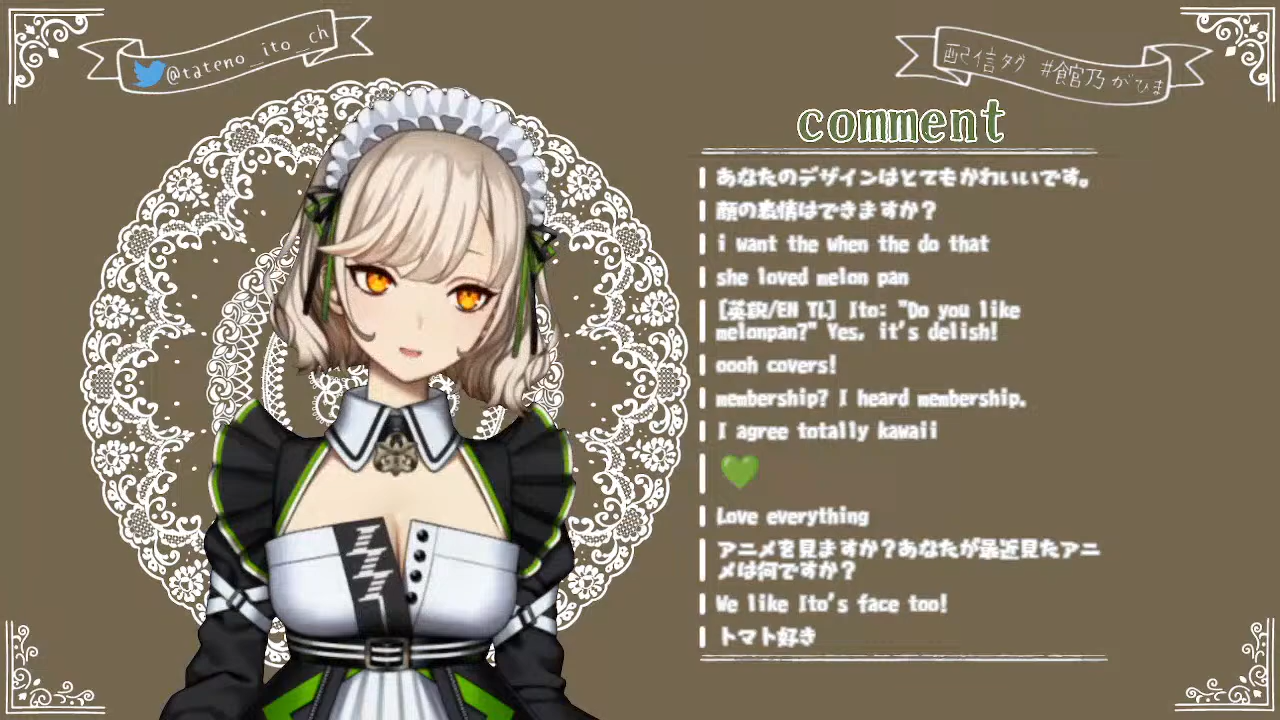 @tateno_ito_ch
配信タグ #館乃がひま
comment
あなたのデザインはとてもかわいいです。
顔の表情はできますか？
i want the when the do that
she loved melon pan
[英訳/EN TL] Ito: "Do you like
melonpan?" Yes, it's delish!
oooh covers!
membership? I heard membership.
I agree totally kawaii
💚
Love everything
アニメを見ますか？あなたが最近見たアニ
メは何ですか？
We like Ito's face too!
トマト好き